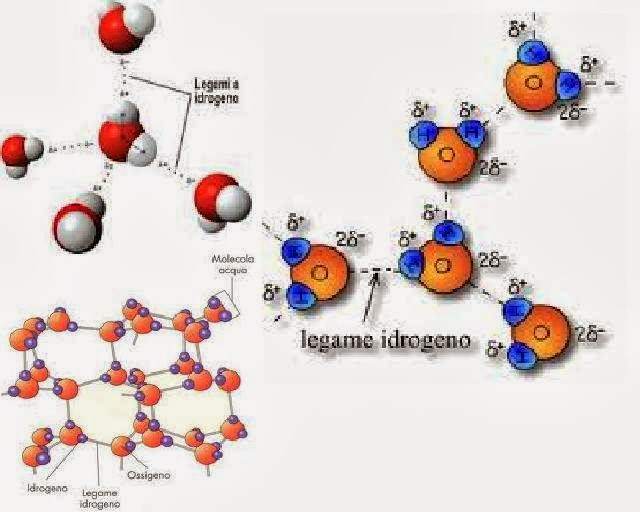 Legami a
idrogeno
Molecola
acqua
Idrogeno
Legame
idrogeno
Ossigeno
δ+
H
H
δ+
O
2δ-
δ+
δ+
H
H
O
2δ-
δ+
H
δ+
H
O
2δ-
δ+
H
δ+
H
O
2δ-
δ+
H
δ+
H
O
2δ-
legame idrogeno